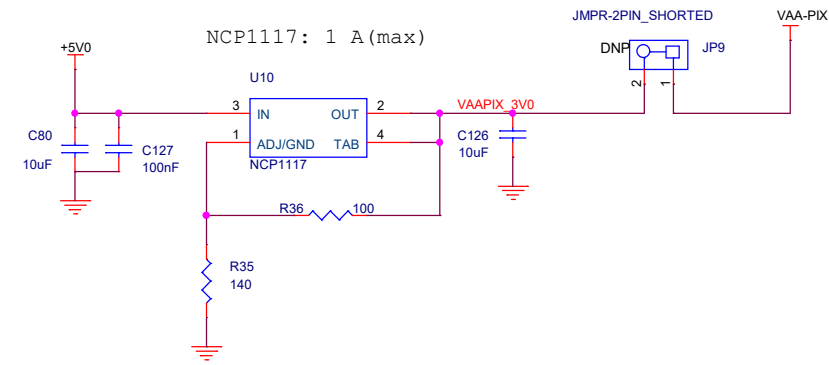 JMPR-2PIN_SHORTED
VAA-PIX
NCP1117: 1 A(max)
+5V0
DNP
JP9
U10
2
1
3
IN
OUT
2
VAAPIX_3V0
C80
10uF
C127
100nF
1
ADJ/GND
TAB
4
C126
10uF
NCP1117
R36
100
R35
140